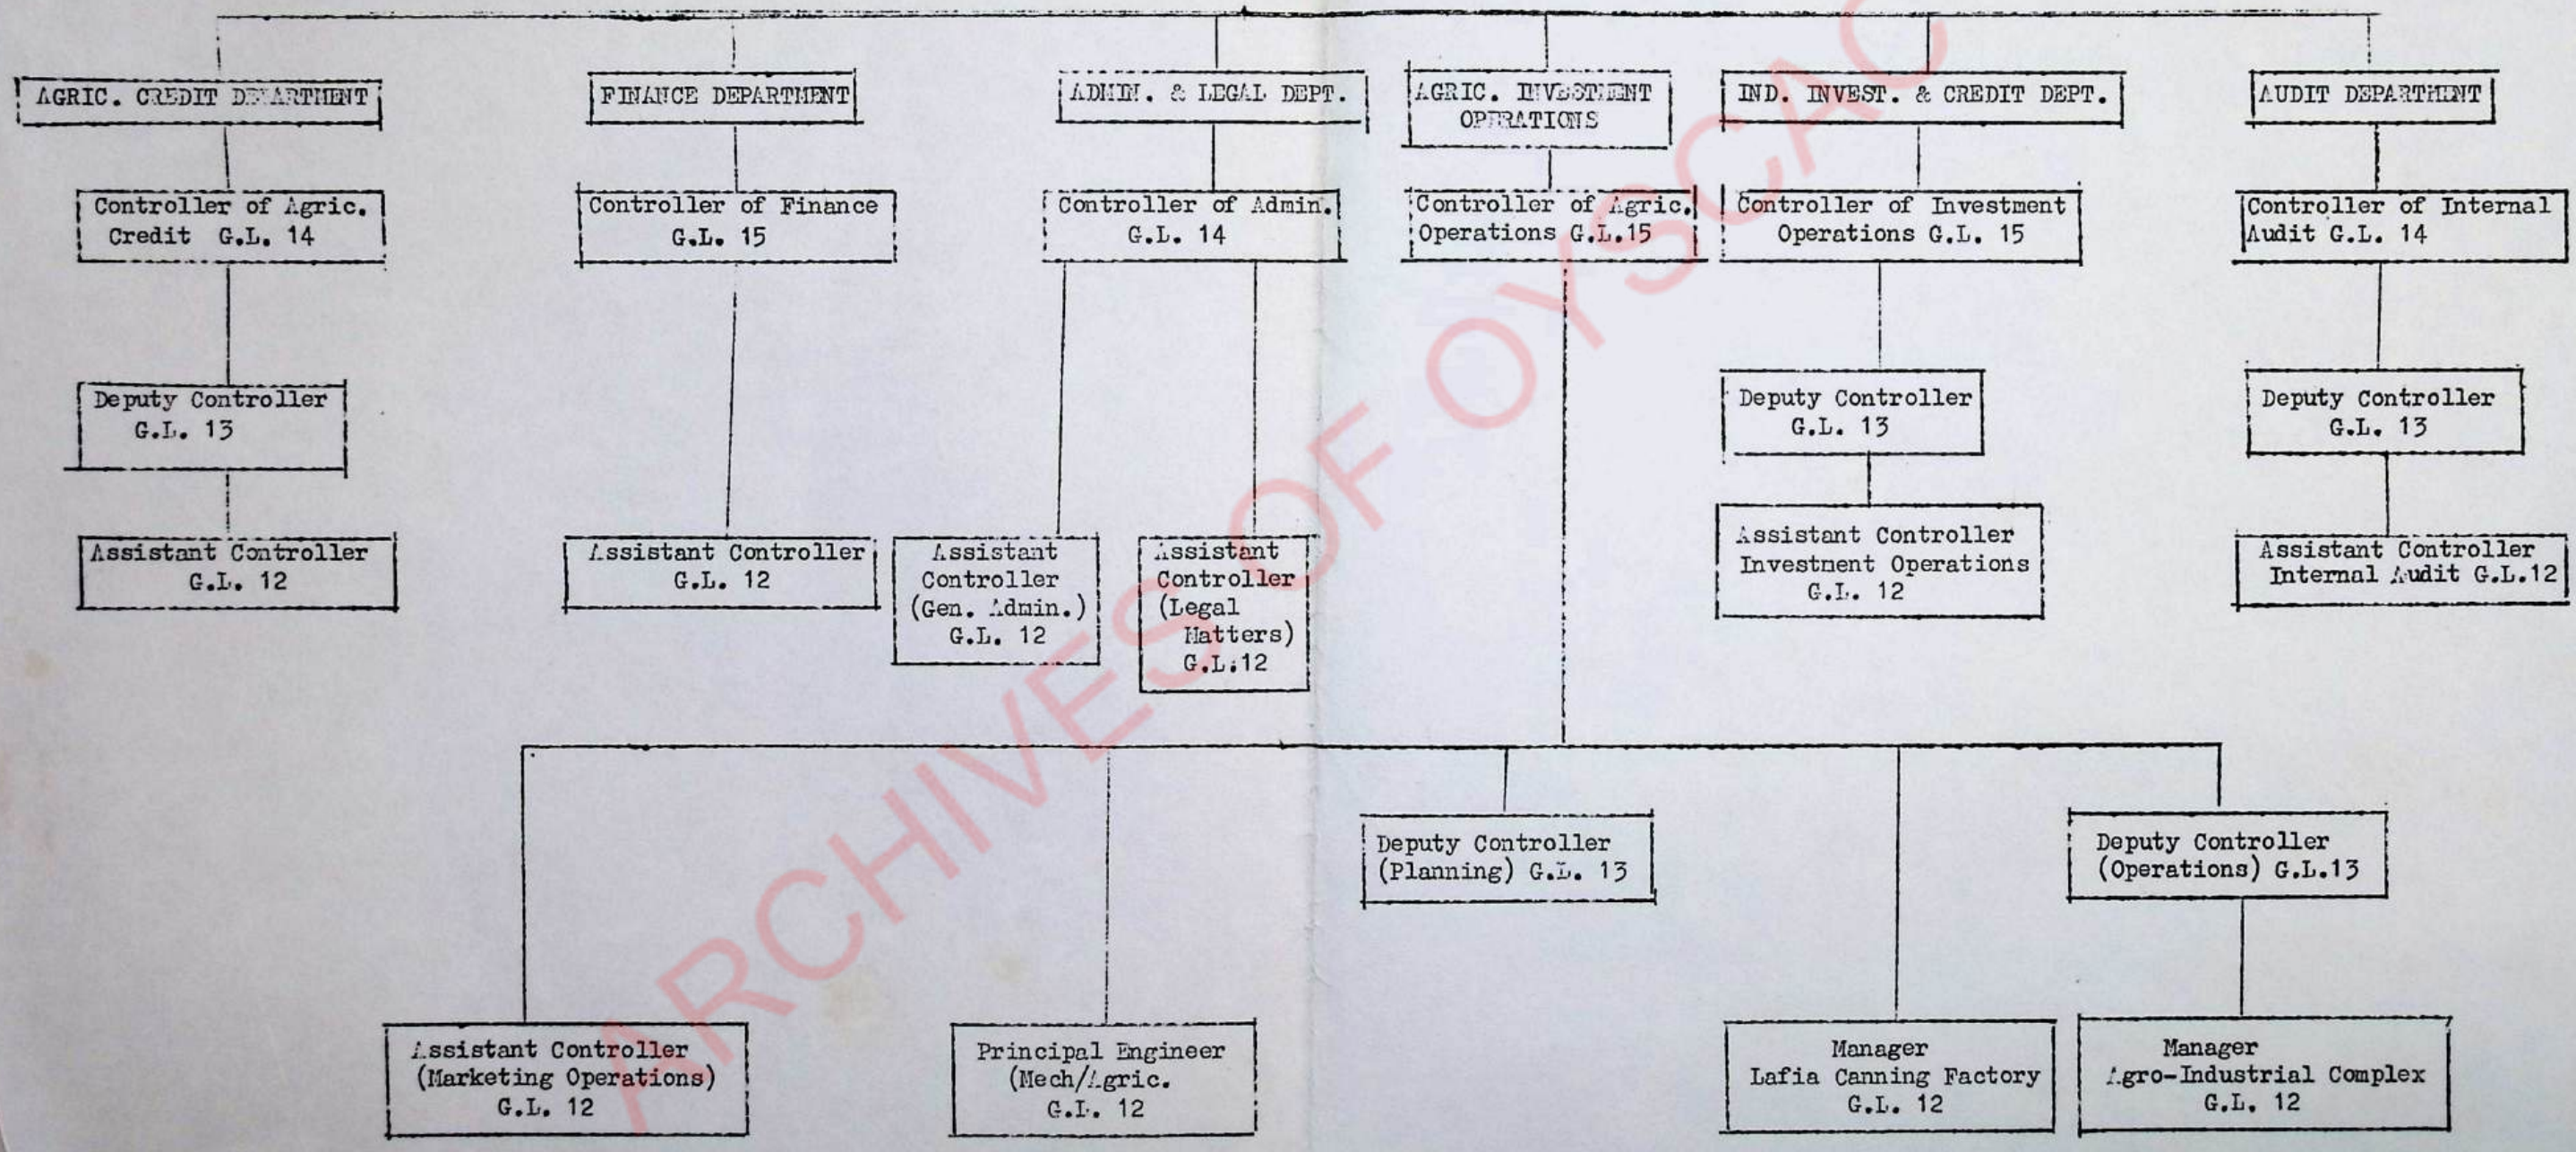 AGRIC. CREDIT DEPARTMENT
FINANCE DEPARTMENT
ADMIN. & LEGAL DEPT.
AGRIC. INVESTMENT
OPERATIONS
IND. INVEST. & CREDIT DEPT.
AUDIT DEPARTMENT
Controller of Agric.
Credit G.L. 14
Controller of Finance
G.L. 15
Controller of Admin.
G.L. 14
Controller of Agric.
Operations G.L.15
Controller of Investment
Operations G.L. 15
Controller of Internal
Audit G.L. 14
Deputy Controller
G.L. 13
Deputy Controller
G.L. 13
Deputy Controller
G.L. 13
Assistant Controller
G.L. 12
Assistant Controller
G.L. 12
Assistant
Controller
(Gen. Admin.)
G.L. 12
Assistant
Controller
(Legal
Matters)
G.L.12
Assistant Controller
Investment Operations
G.L. 12
Assistant Controller
Internal Audit G.L.12
Deputy Controller
(Planning) G.L. 13
Deputy Controller
(Operations) G.L.13
Assistant Controller
(Marketing Operations)
G.L. 12
Principal Engineer
(Mech/Agric.
G.L. 12
Manager
Lafia Canning Factory
G.L. 12
Manager
Agro-Industrial Complex
G.L. 12
ARCHIVES OF OYSCAC